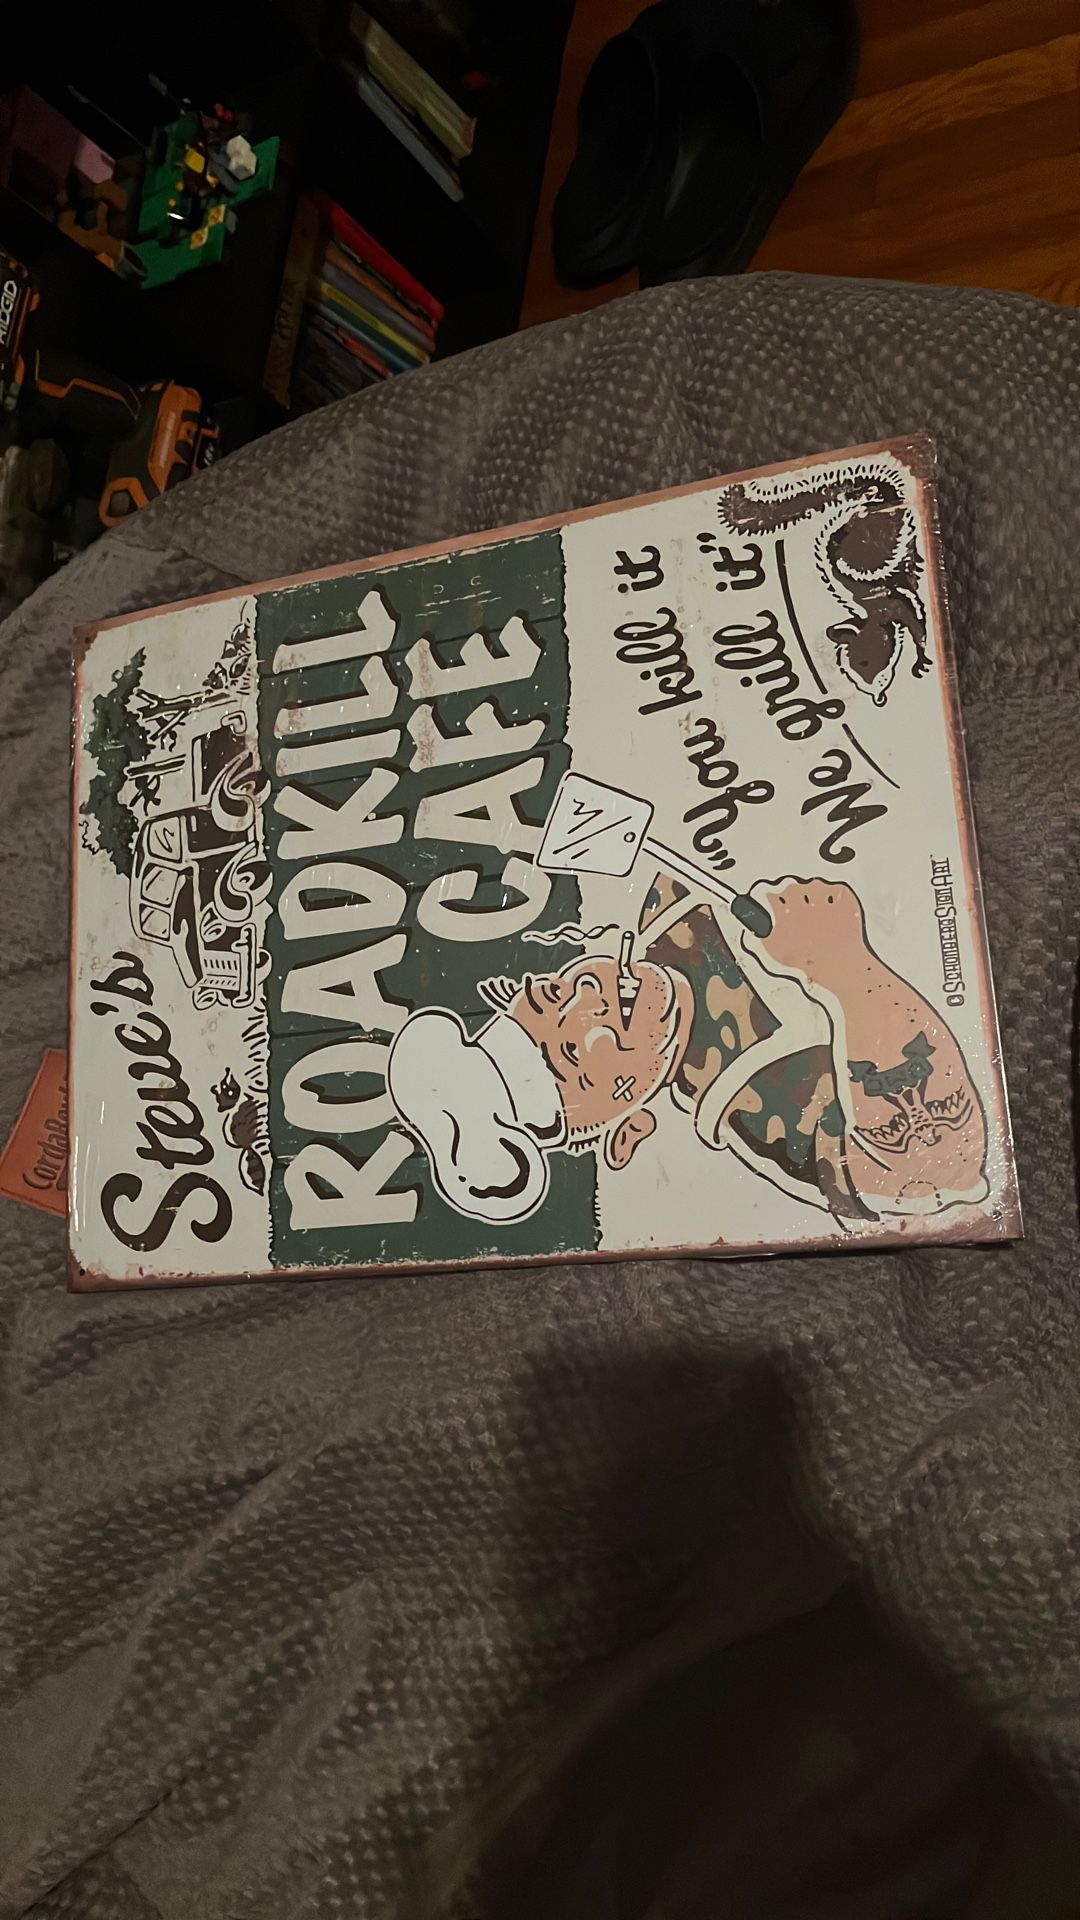 Steve's
ROADKILL
CAFE
"You kill it
We grill it"
RIDGID